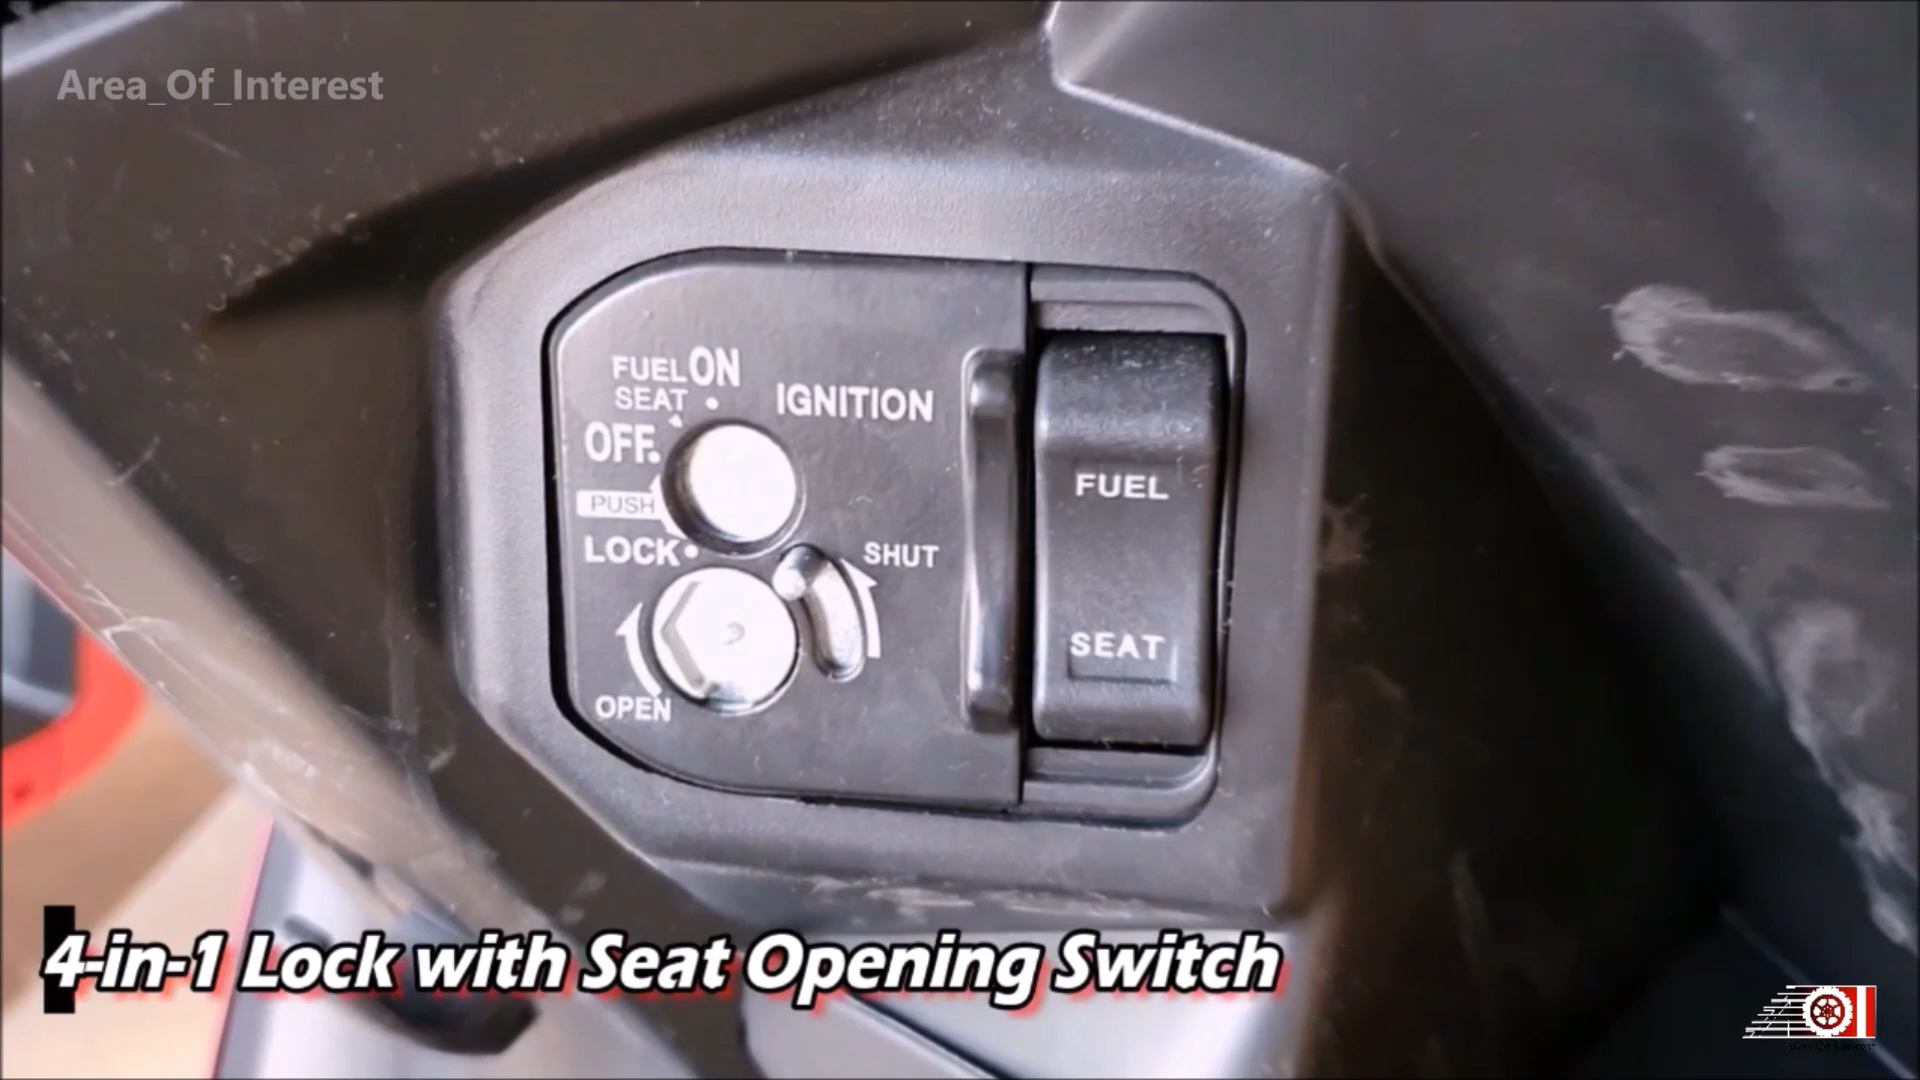 Area_Of_Interest
FUEL ON
SEAT
IGNITION
OFF
PUSH
LOCK
SHUT
OPEN
FUEL
SEAT
4-in-1 Lock with Seat Opening Switch